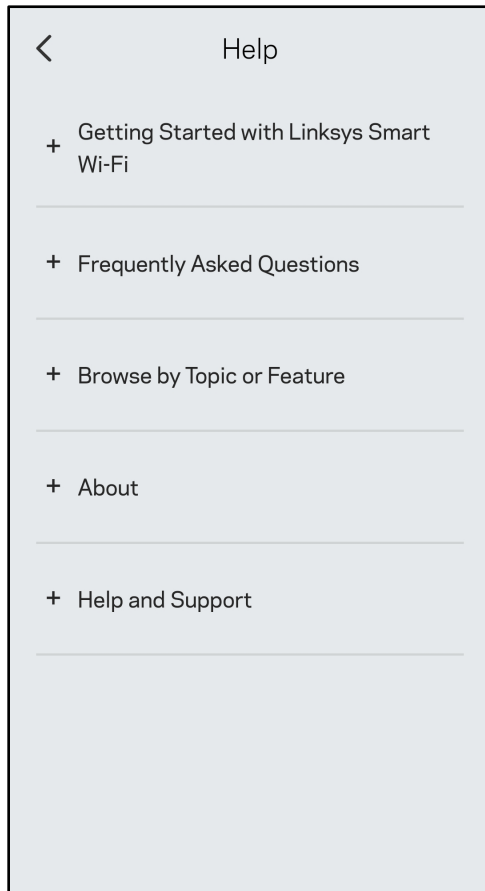 Help
Getting Started with Linksys Smart
Wi-Fi
Frequently Asked Questions
Browse by Topic or Feature
About
Help and Support